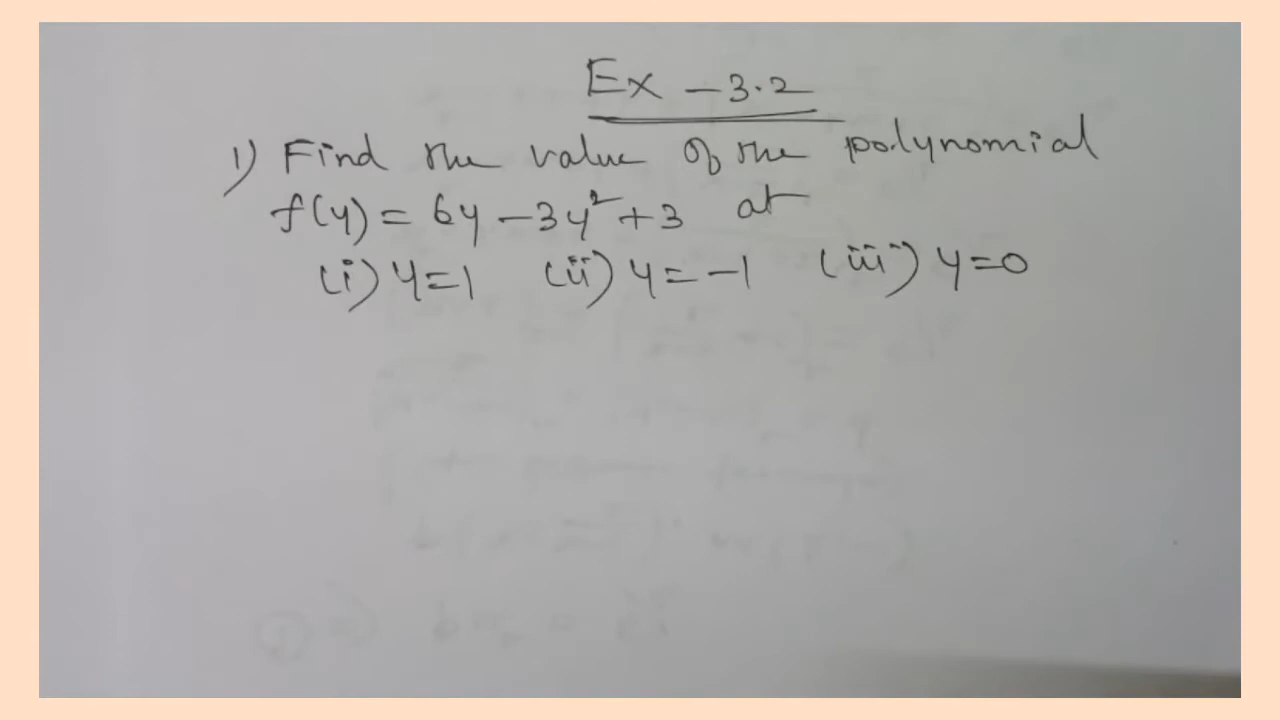 Ex - 3.2
1) Find the value of the polynomial
f(y) = 6y - 3y² + 3 at
(i) y = 1 (ii) y = -1 (iii) y = 0